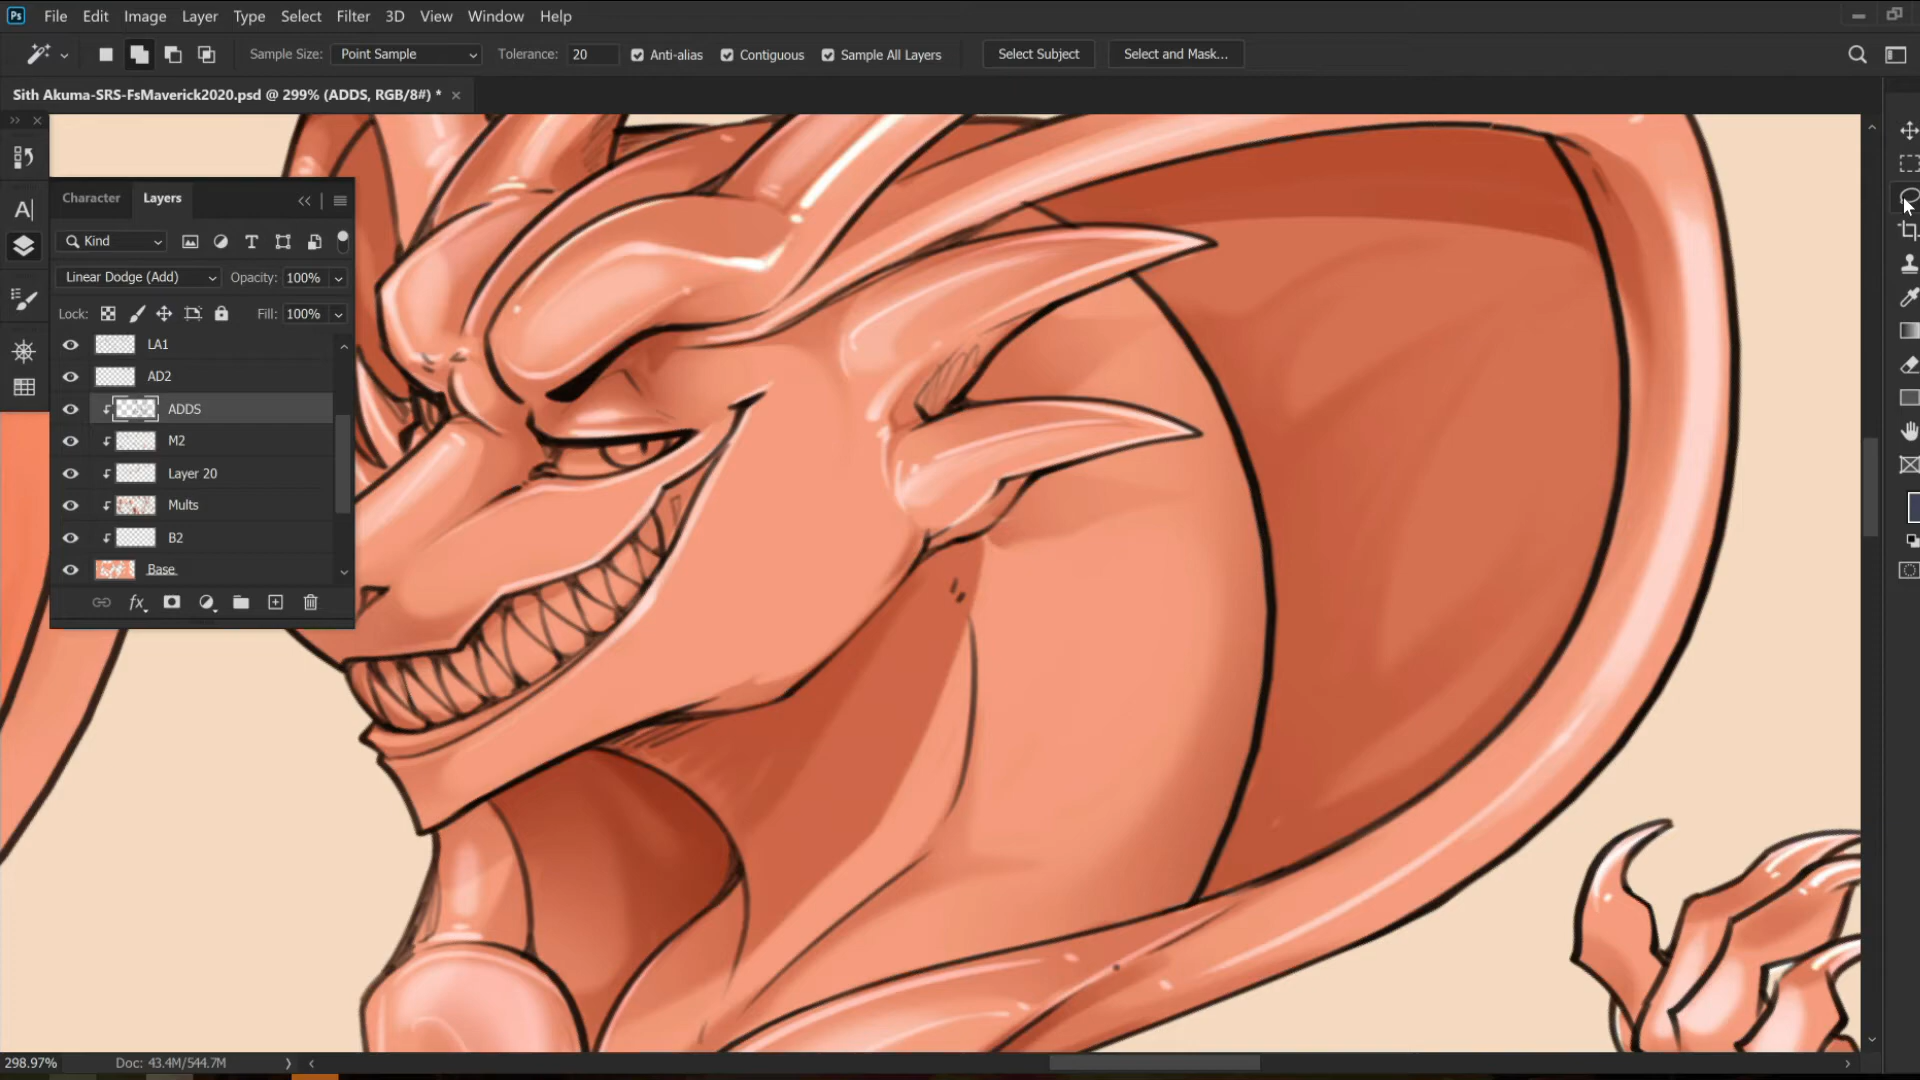 Ps File Edit Image Layer Type Select Filter 3D View Window Help
Sample Size: Point Sample Tolerance: 20 Anti-alias Contiguous Sample All Layers Select Subject Select and Mask...
Sith Akuma-SRS-FsMaverick2020.psd @ 299% (ADDS, RGB/8#) * ×
Character Layers
Kind
Linear Dodge (Add) Opacity: 100%
Lock: Fill: 100%
LA1
AD2
ADDS
M2
Layer 20
Mults
B2
Base
fx
298.97% Doc: 43.4M/544.7M